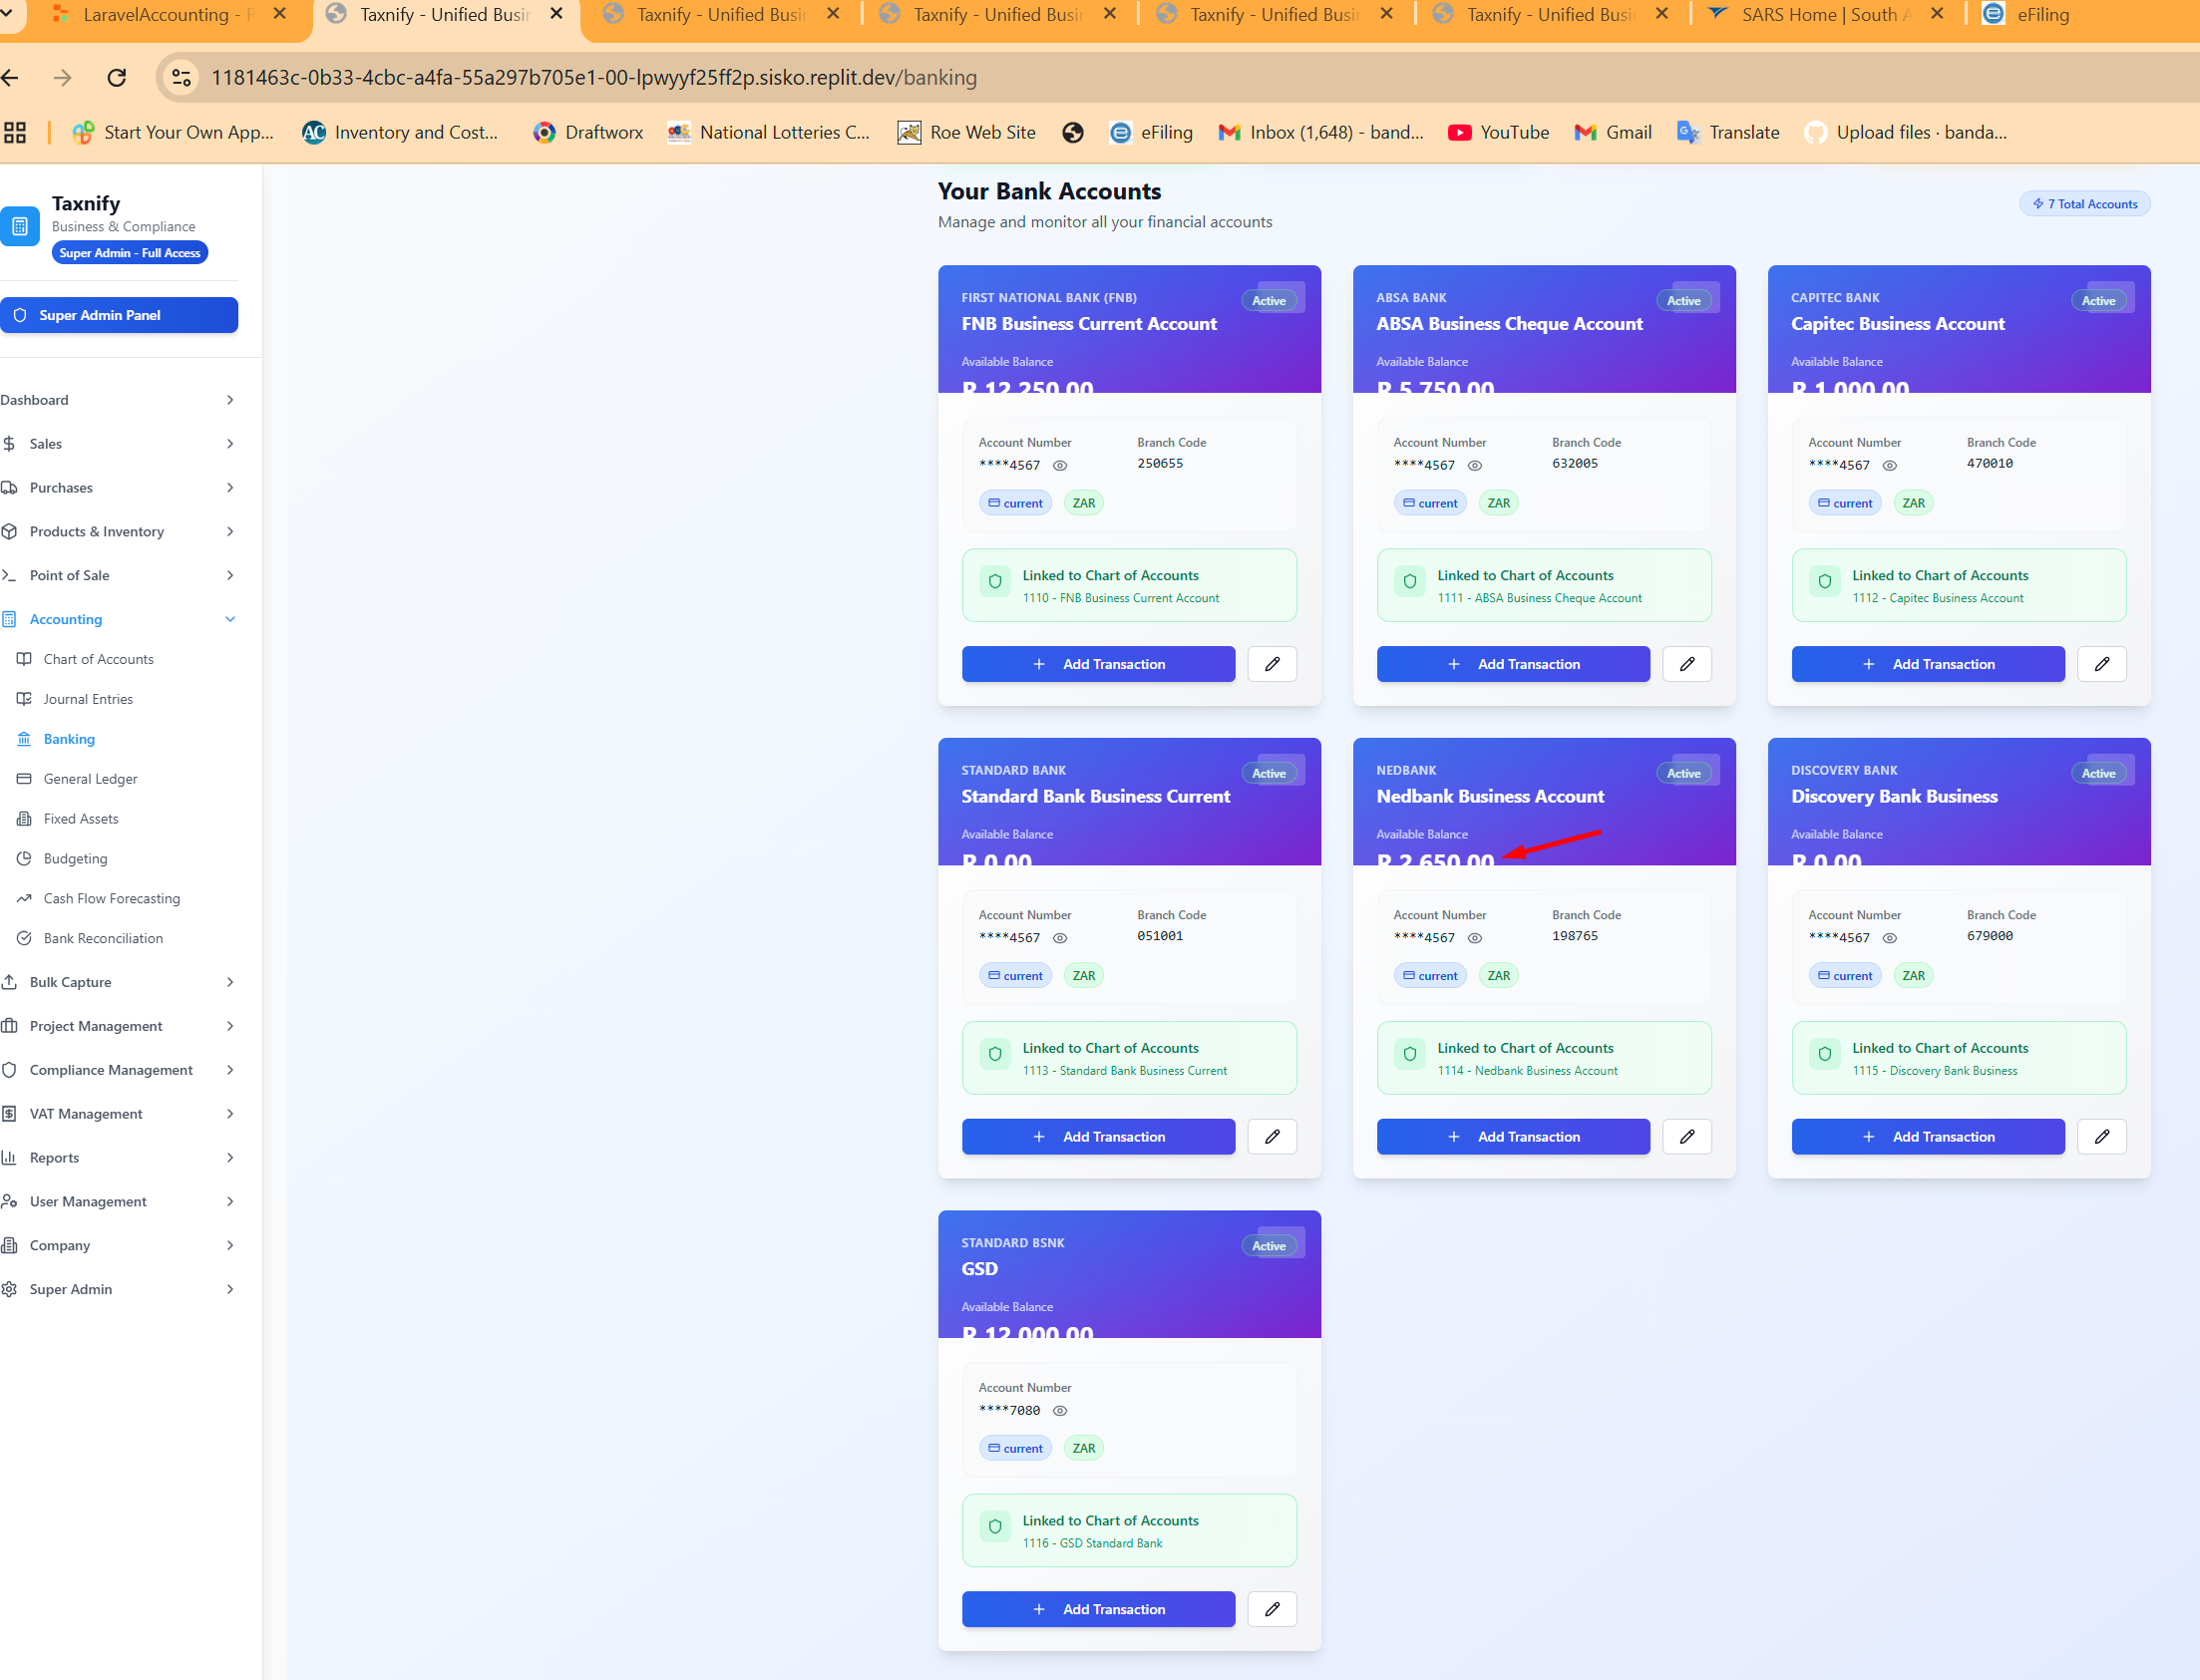 LaravelAccounting - R
Taxnify - Unified Busin
Taxnify - Unified Busin
Taxnify - Unified Busin
Taxnify - Unified Busin
Taxnify - Unified Busin
SARS Home | South A
eFiling
1181463c-0b33-4cbc-a4fa-55a297b705e1-00-lpwyyf25ff2p.sisko.replit.dev/banking
Start Your Own App...
Inventory and Cost...
Draftworx
National Lotteries C...
Roe Web Site
eFiling
Inbox (1,648) - band...
YouTube
Gmail
Translate
Upload files · banda...
Taxnify
Business & Compliance
Super Admin - Full Access
Super Admin Panel
Dashboard
Sales
Purchases
Products & Inventory
Point of Sale
Accounting
Chart of Accounts
Journal Entries
Banking
General Ledger
Fixed Assets
Budgeting
Cash Flow Forecasting
Bank Reconciliation
Bulk Capture
Project Management
Compliance Management
VAT Management
Reports
User Management
Company
Super Admin
Your Bank Accounts
Manage and monitor all your financial accounts
7 Total Accounts
FIRST NATIONAL BANK (FNB)
Active
FNB Business Current Account
Available Balance
R 12 250.00
Account Number
Branch Code
****4567
250655
current
ZAR
Linked to Chart of Accounts
1110 - FNB Business Current Account
Add Transaction
ABSA BANK
Active
ABSA Business Cheque Account
Available Balance
R 5 750.00
Account Number
Branch Code
****4567
632005
current
ZAR
Linked to Chart of Accounts
1111 - ABSA Business Cheque Account
Add Transaction
CAPITEC BANK
Active
Capitec Business Account
Available Balance
R 1 000.00
Account Number
Branch Code
****4567
470010
current
ZAR
Linked to Chart of Accounts
1112 - Capitec Business Account
Add Transaction
STANDARD BANK
Active
Standard Bank Business Current
Available Balance
R 0.00
Account Number
Branch Code
****4567
051001
current
ZAR
Linked to Chart of Accounts
1113 - Standard Bank Business Current
Add Transaction
NEDBANK
Active
Nedbank Business Account
Available Balance
R 2 650.00
Account Number
Branch Code
****4567
198765
current
ZAR
Linked to Chart of Accounts
1114 - Nedbank Business Account
Add Transaction
DISCOVERY BANK
Active
Discovery Bank Business
Available Balance
R 0.00
Account Number
Branch Code
****4567
679000
current
ZAR
Linked to Chart of Accounts
1115 - Discovery Bank Business
Add Transaction
STANDARD BSNK
Active
GSD
Available Balance
R 12 000.00
Account Number
****7080
current
ZAR
Linked to Chart of Accounts
1116 - GSD Standard Bank
Add Transaction